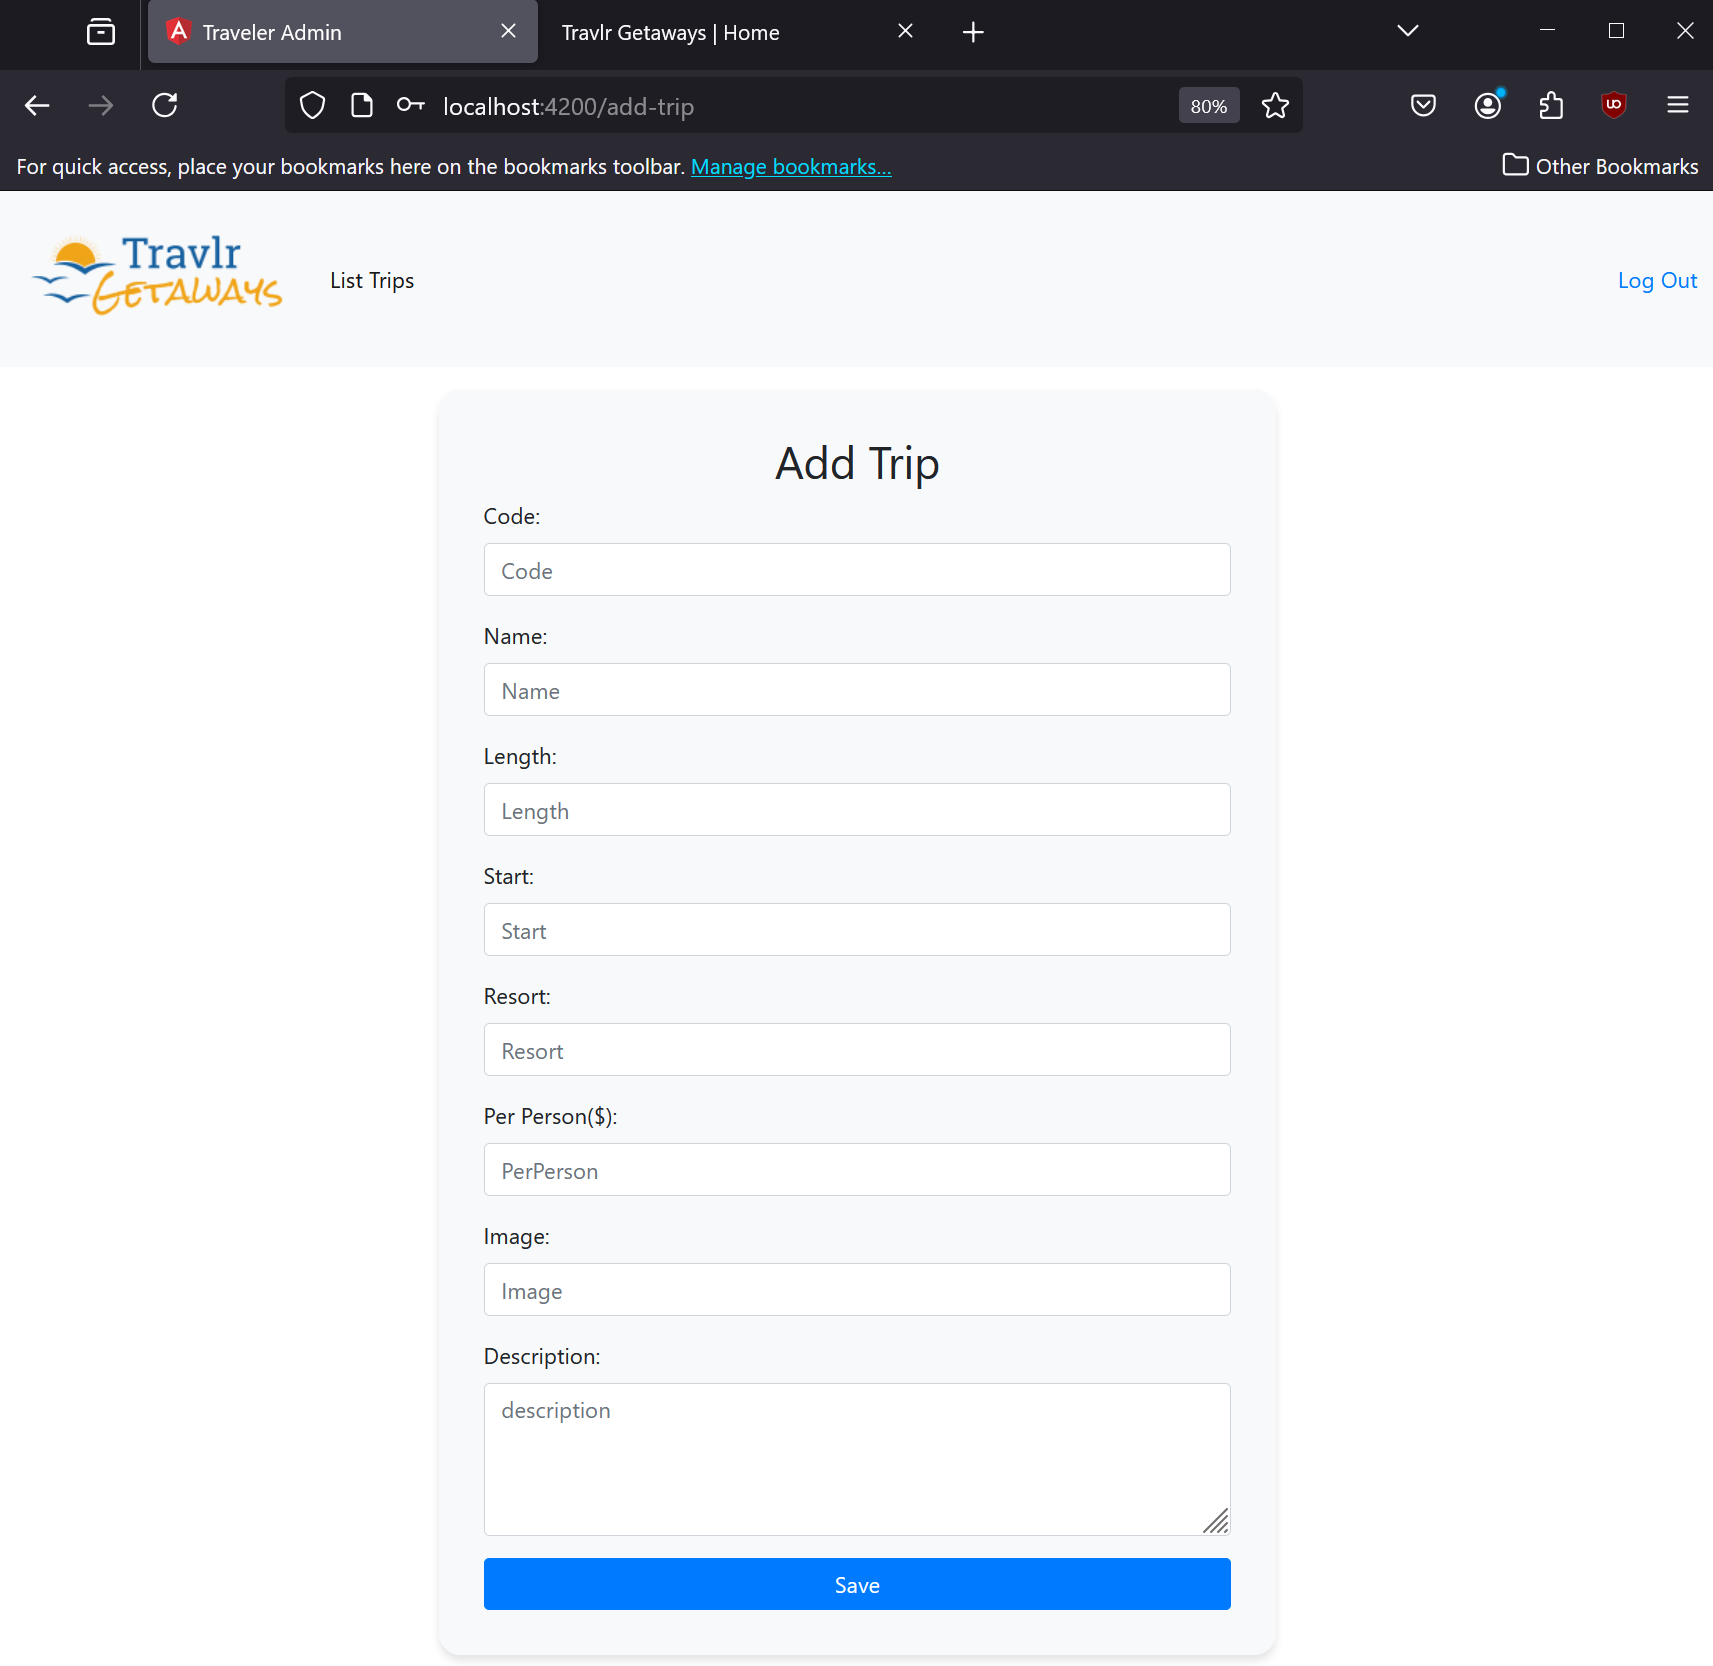 Traveler Admin
Travlr Getaways | Home
localhost:4200/add-trip
80%
For quick access, place your bookmarks here on the bookmarks toolbar. Manage bookmarks...
Other Bookmarks
Travlr
Getaways
List Trips
Log Out
Add Trip
Code:
Code
Name:
Name
Length:
Length
Start:
Start
Resort:
Resort
Per Person($):
PerPerson
Image:
Image
Description:
description
Save